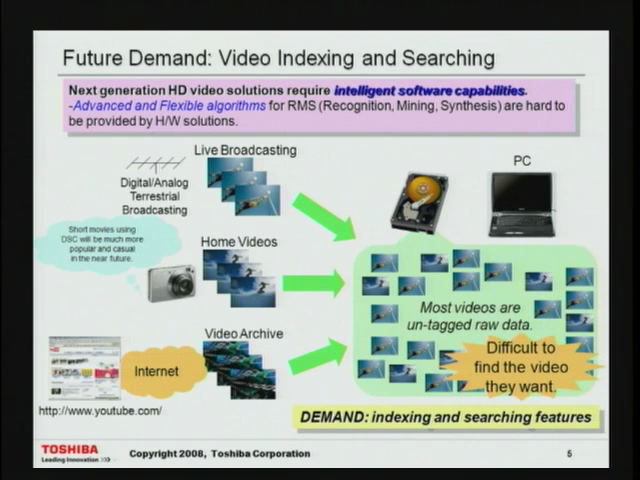 Future Demand: Video Indexing and Searching
Next generation HD video solutions require intelligent software capabilities.
-Advanced and Flexible algorithms for RMS (Recognition, Mining, Synthesis) are hard to
be provided by H/W solutions.
Live Broadcasting
Digital/Analog
Terrestrial
Broadcasting
PC
Short movies using
DSC will be much more
popular and casual
in the near future.
Home Videos
Most videos are
un-tagged raw data.
Video Archive
Internet
Difficult to
find the video
they want.
http://www.youtube.com/
DEMAND: indexing and searching features
TOSHIBA
Leading Innovation >>>
Copyright 2008, Toshiba Corporation
5